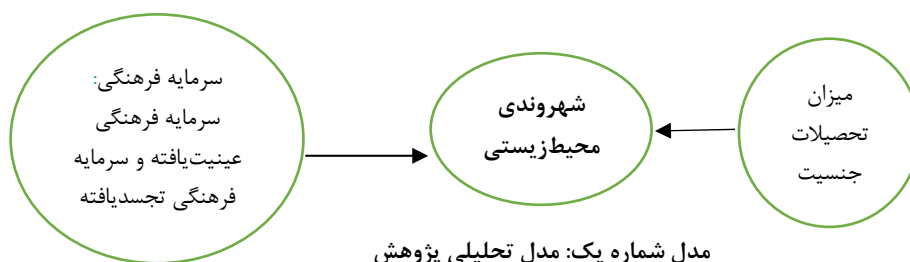 میزان
تحصیلات
جنسیت
شهروندی
محیط‌زیستی
سرمایه فرهنگی:
سرمایه فرهنگی
عینیت‌یافته و سرمایه
فرهنگی تجسدیافته
مدل شماره یک: مدل تحلیلی پژوهش